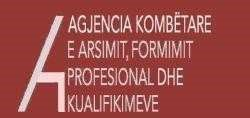 AGJENCIA KOMBËTARE
E ARSIMIT, FORMIMIT
PROFESIONAL DHE
KUALIFIKIMEVE